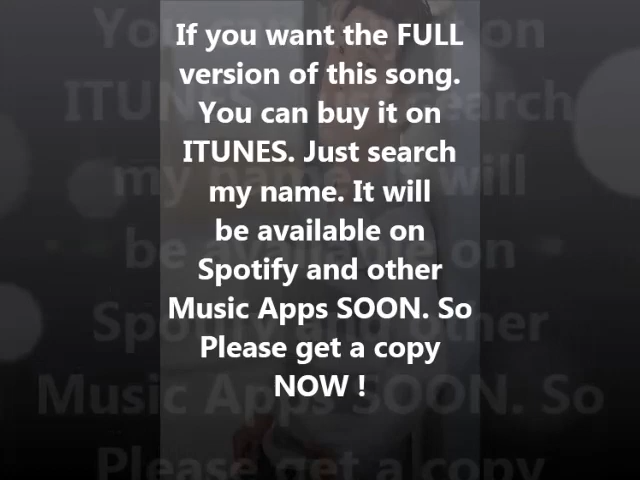 If you want the FULL
version of this song.
You can buy it on
ITUNES. Just search
my name. It will
be available on
Spotify and other
Music Apps SOON. So
Please get a copy
NOW !